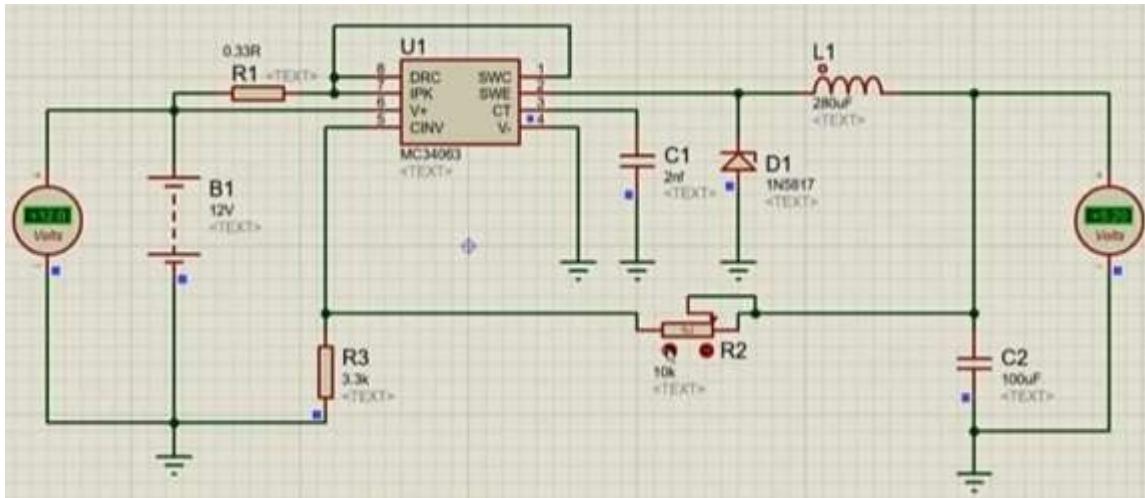 U1
0.33R
R1 <TEXT>
8 DRC SWC 1
7 IPK SWE 2
6 V+ CT 3
5 CINV V- 4
MC34063
<TEXT>
L1
280uF
<TEXT>
B1
12V
<TEXT>
C1
2nf
<TEXT>
D1
1N5817
<TEXT>
+12.0
Volts
Volts
R2
10k
<TEXT>
R3
3.3k
<TEXT>
C2
100uF
<TEXT>